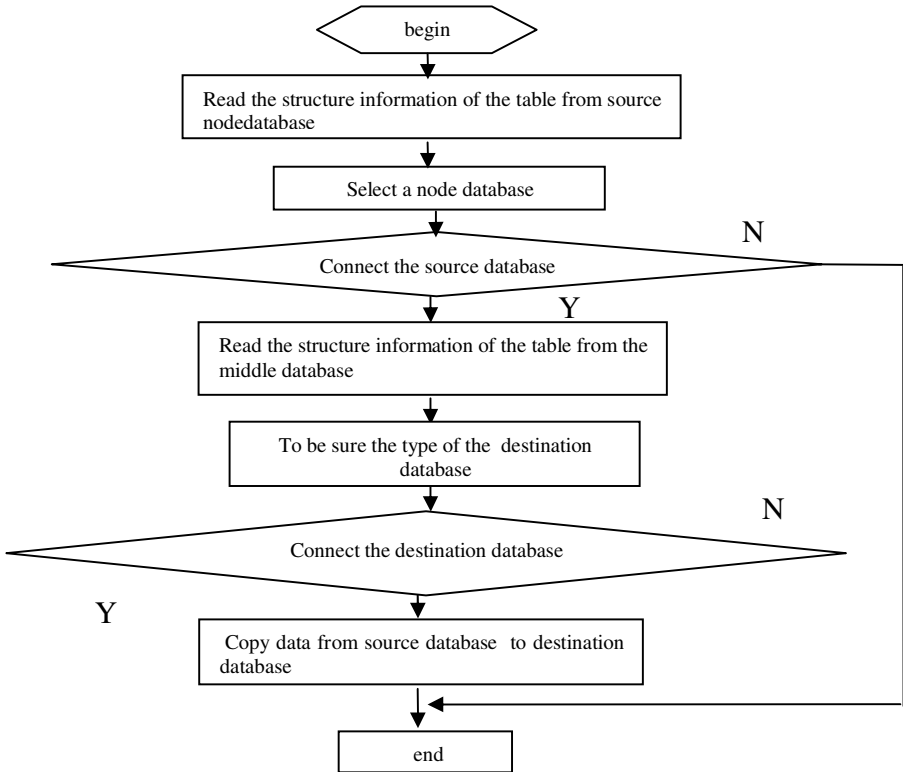 begin
Read the structure information of the table from source
nodedatabase
Select a node database
N
Connect the source database
Y
Read the structure information of the table from the
middle database
To be sure the type of the destination
database
N
Connect the destination database
Y
Copy data from source database to destination
database
end